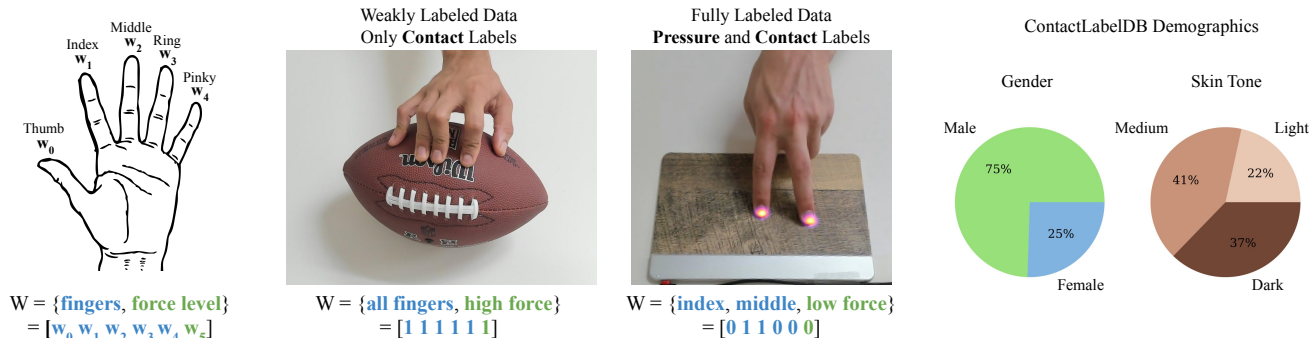 Thumb
w0
Index
w1
Middle
w2
Ring
w3
Pinky
w4
W = {fingers, force level}
= [w0 w1 w2 w3 w4 w5]
Weakly Labeled Data
Only Contact Labels
Wilson
W = {all fingers, high force}
= [1 1 1 1 1 1]
Fully Labeled Data
Pressure and Contact Labels
W = {index, middle, low force}
= [0 1 1 0 0 0]
ContactLabelDB Demographics
Gender
Male
75%
25%
Female
Skin Tone
Medium
Light
41%
22%
37%
Dark